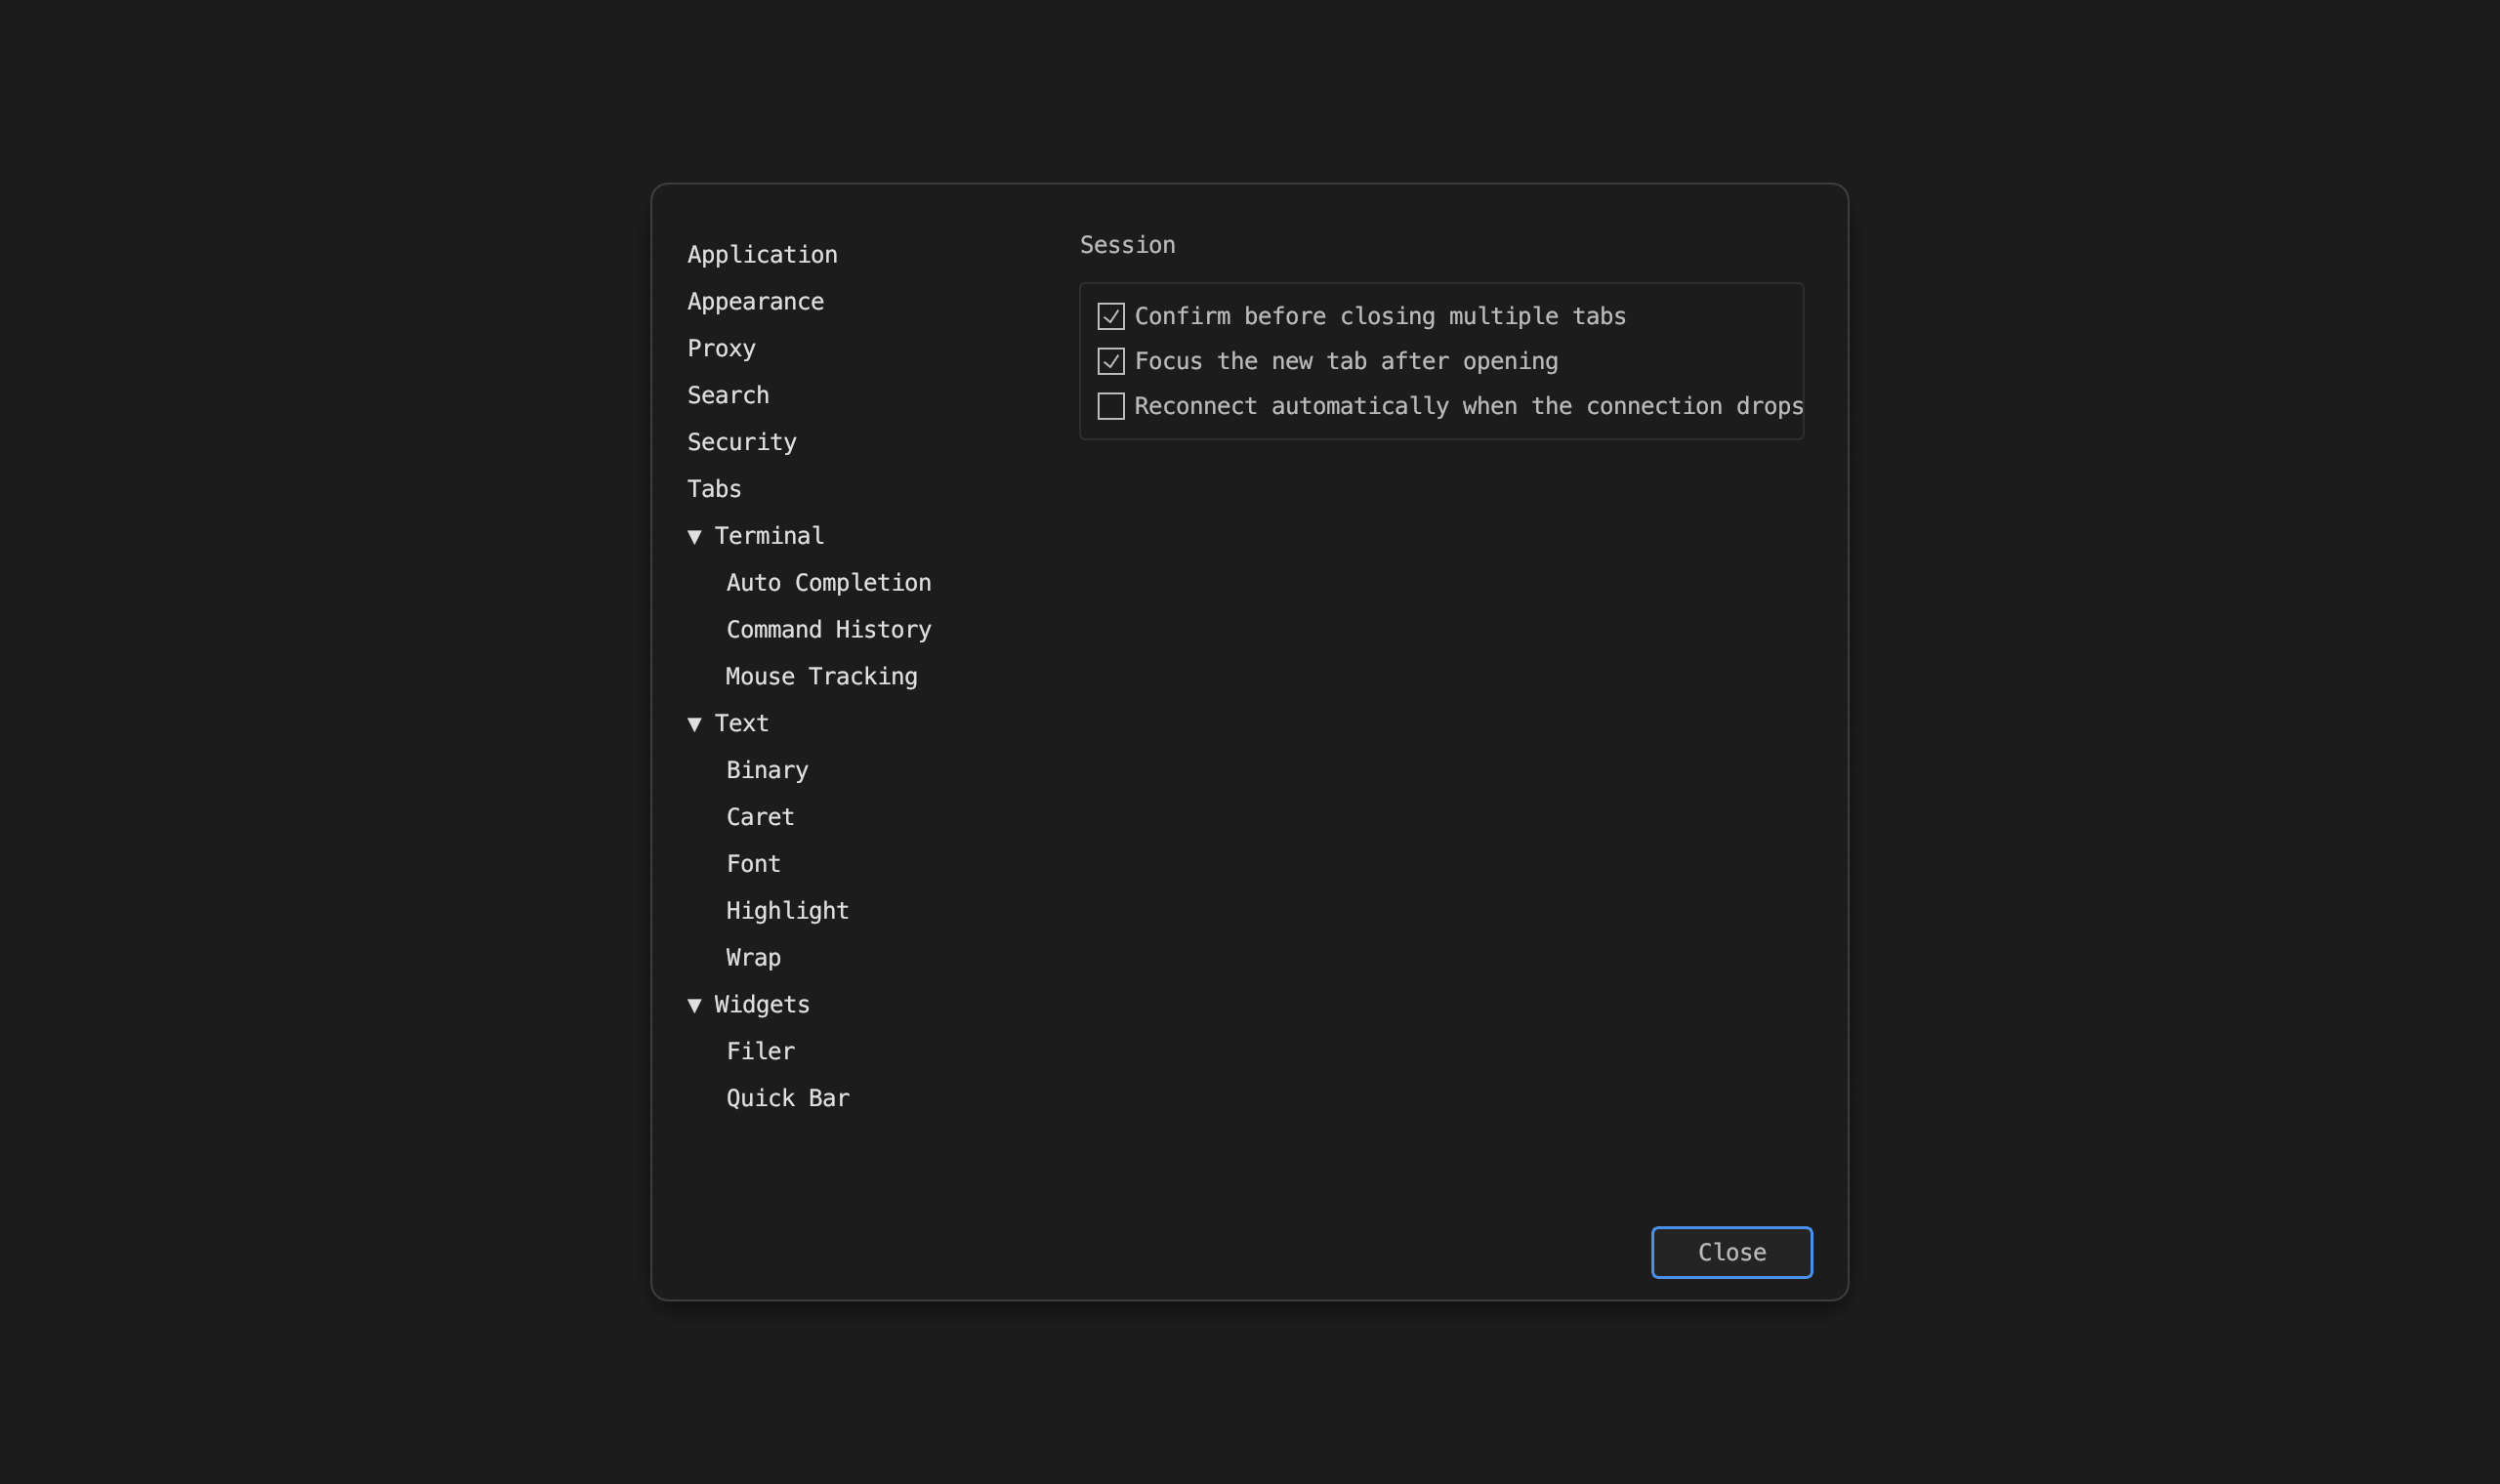 Application
Appearance
Proxy
Search
Security
Tabs
▼ Terminal
Auto Completion
Command History
Mouse Tracking
▼ Text
Binary
Caret
Font
Highlight
Wrap
▼ Widgets
Filer
Quick Bar
Session
Confirm before closing multiple tabs
Focus the new tab after opening
Reconnect automatically when the connection drops
Close